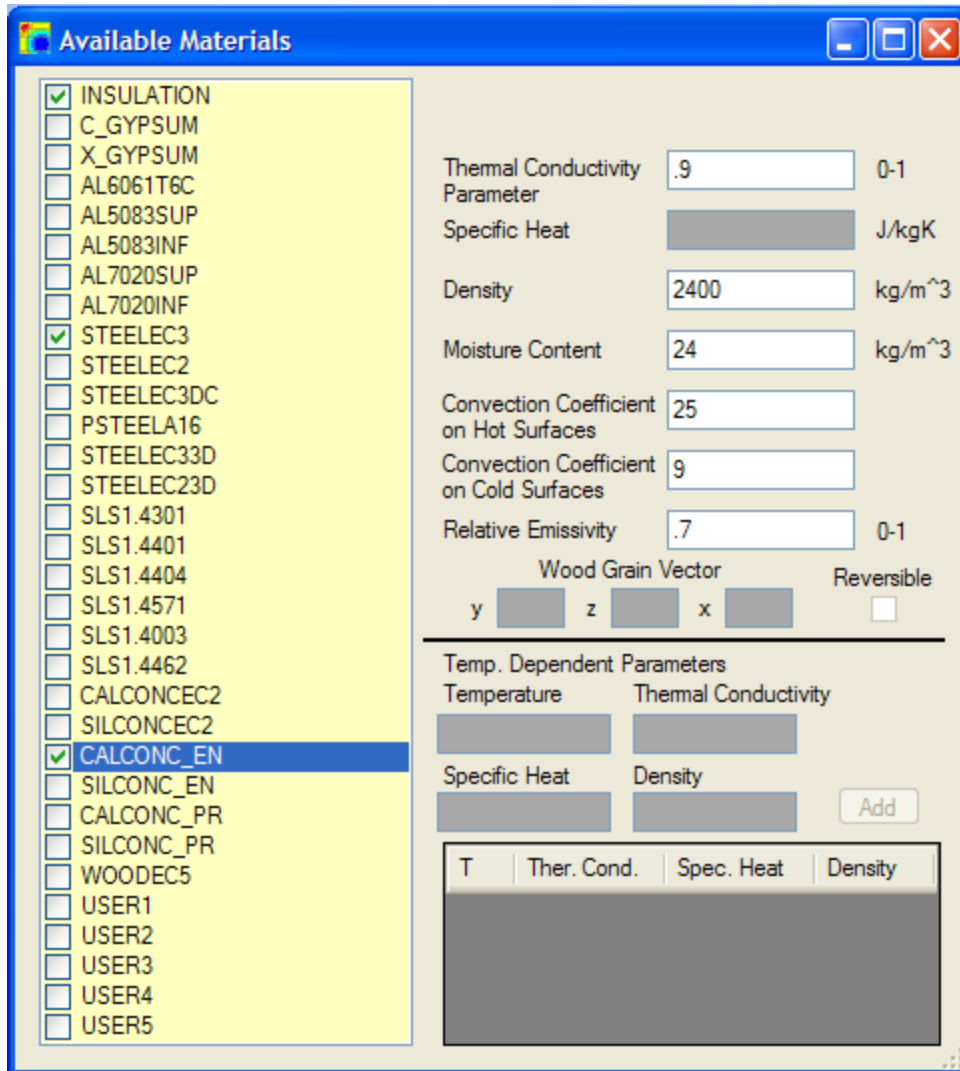 Available Materials
INSULATION
C_GYPSUM
X_GYPSUM
AL6061T6C
AL5083SUP
AL5083INF
AL7020SUP
AL7020INF
STEELEC3
STEELEC2
STEELEC3DC
PSTEELA16
STEELEC33D
STEELEC23D
SLS1.4301
SLS1.4401
SLS1.4404
SLS1.4571
SLS1.4003
SLS1.4462
CALCONCEC2
SILCONCEC2
CALCONC_EN
SILCONC_EN
CALCONC_PR
SILCONC_PR
WOODEC5
USER1
USER2
USER3
USER4
USER5
Thermal Conductivity
Parameter
.9
0-1
Specific Heat
J/kgK
Density
2400
kg/m^3
Moisture Content
24
kg/m^3
Convection Coefficient
on Hot Surfaces
25
Convection Coefficient
on Cold Surfaces
9
Relative Emissivity
.7
0-1
Wood Grain Vector
Reversible
y z x
Temp. Dependent Parameters
Temperature
Thermal Conductivity
Specific Heat
Density
Add
T Ther. Cond. Spec. Heat Density